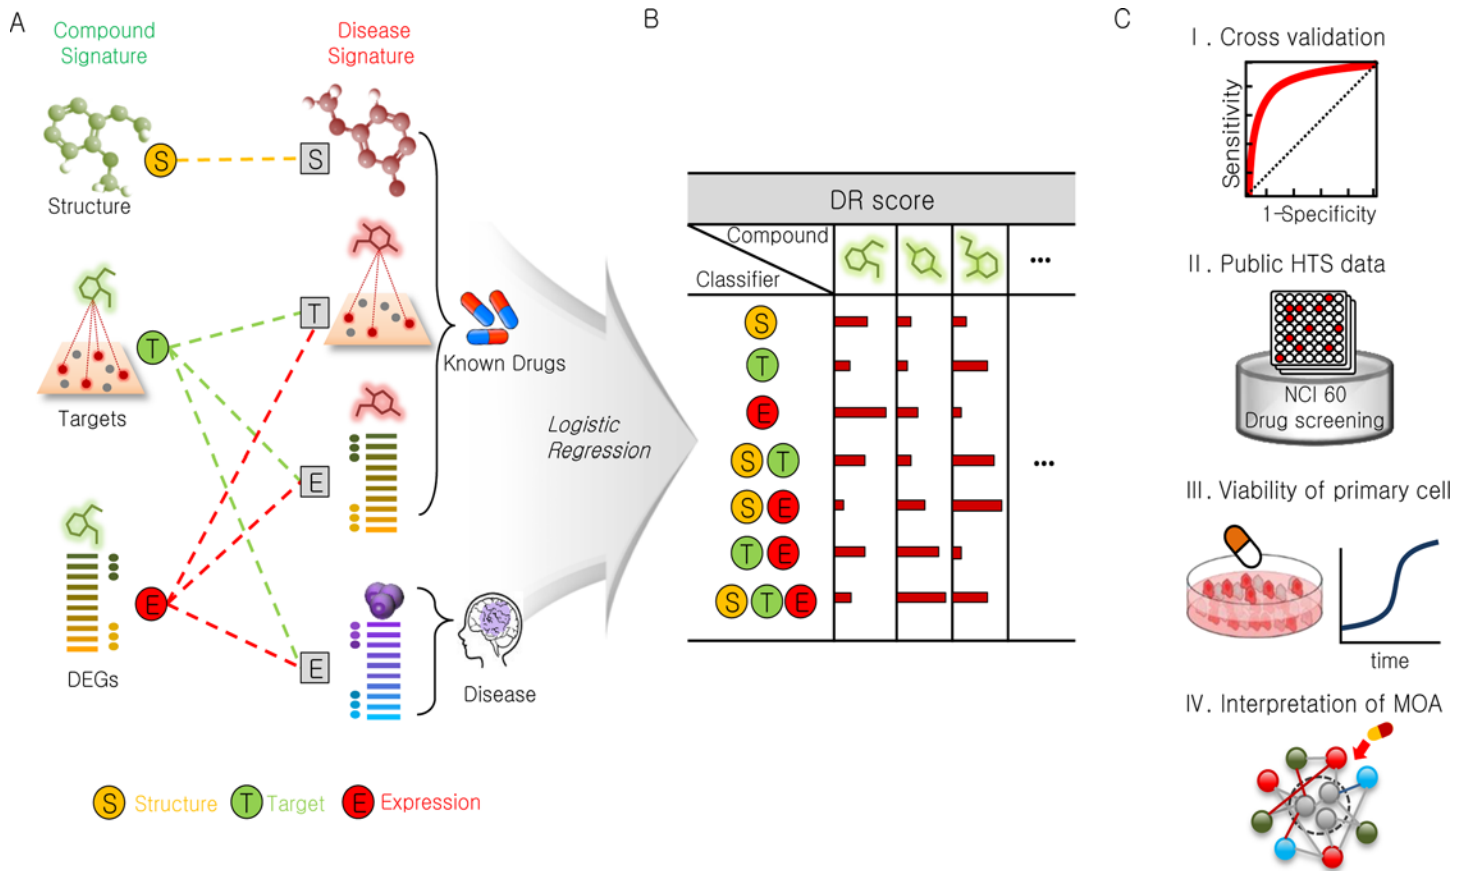 A
Compound
Signature
Disease
Signature
S
S
Structure
T
T
Targets
Known Drugs
E
E
DEGs
E
Disease
Logistic
Regression
S Structure T Target E Expression
B
DR score
Compound
Classifier
...
S
T
E
S T
...
S E
T E
S T E
C
I. Cross validation
Sensitivity
1-Specificity
II. Public HTS data
NCI 60
Drug screening
III. Viability of primary cell
time
IV. Interpretation of MOA